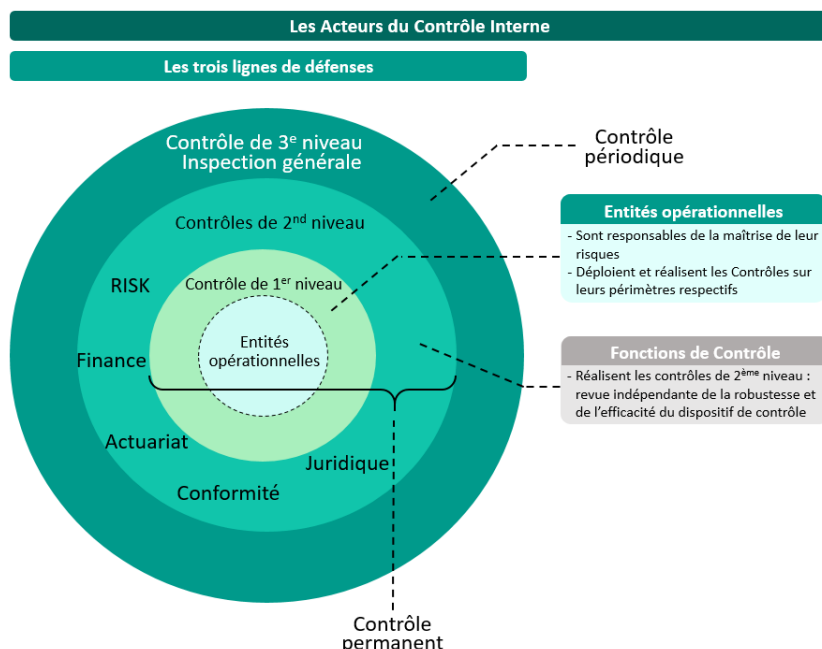 Les Acteurs du Contrôle Interne
Les trois lignes de défenses
Contrôle de 3e niveau
Inspection générale
Contrôle
périodique
Contrôles de 2nd niveau
Entités opérationnelles
- Sont responsables de la maîtrise de leur
risques
- Déploient et réalisent les Contrôles sur
leurs périmètres respectifs
RISK
Contrôle de 1er niveau
Entités
opérationnelles
Finance
Fonctions de Contrôle
- Réalisent les contrôles de 2ème niveau :
revue indépendante de la robustesse et
de l’efficacité du dispositif de contrôle
Actuariat
Juridique
Conformité
Contrôle
permanent